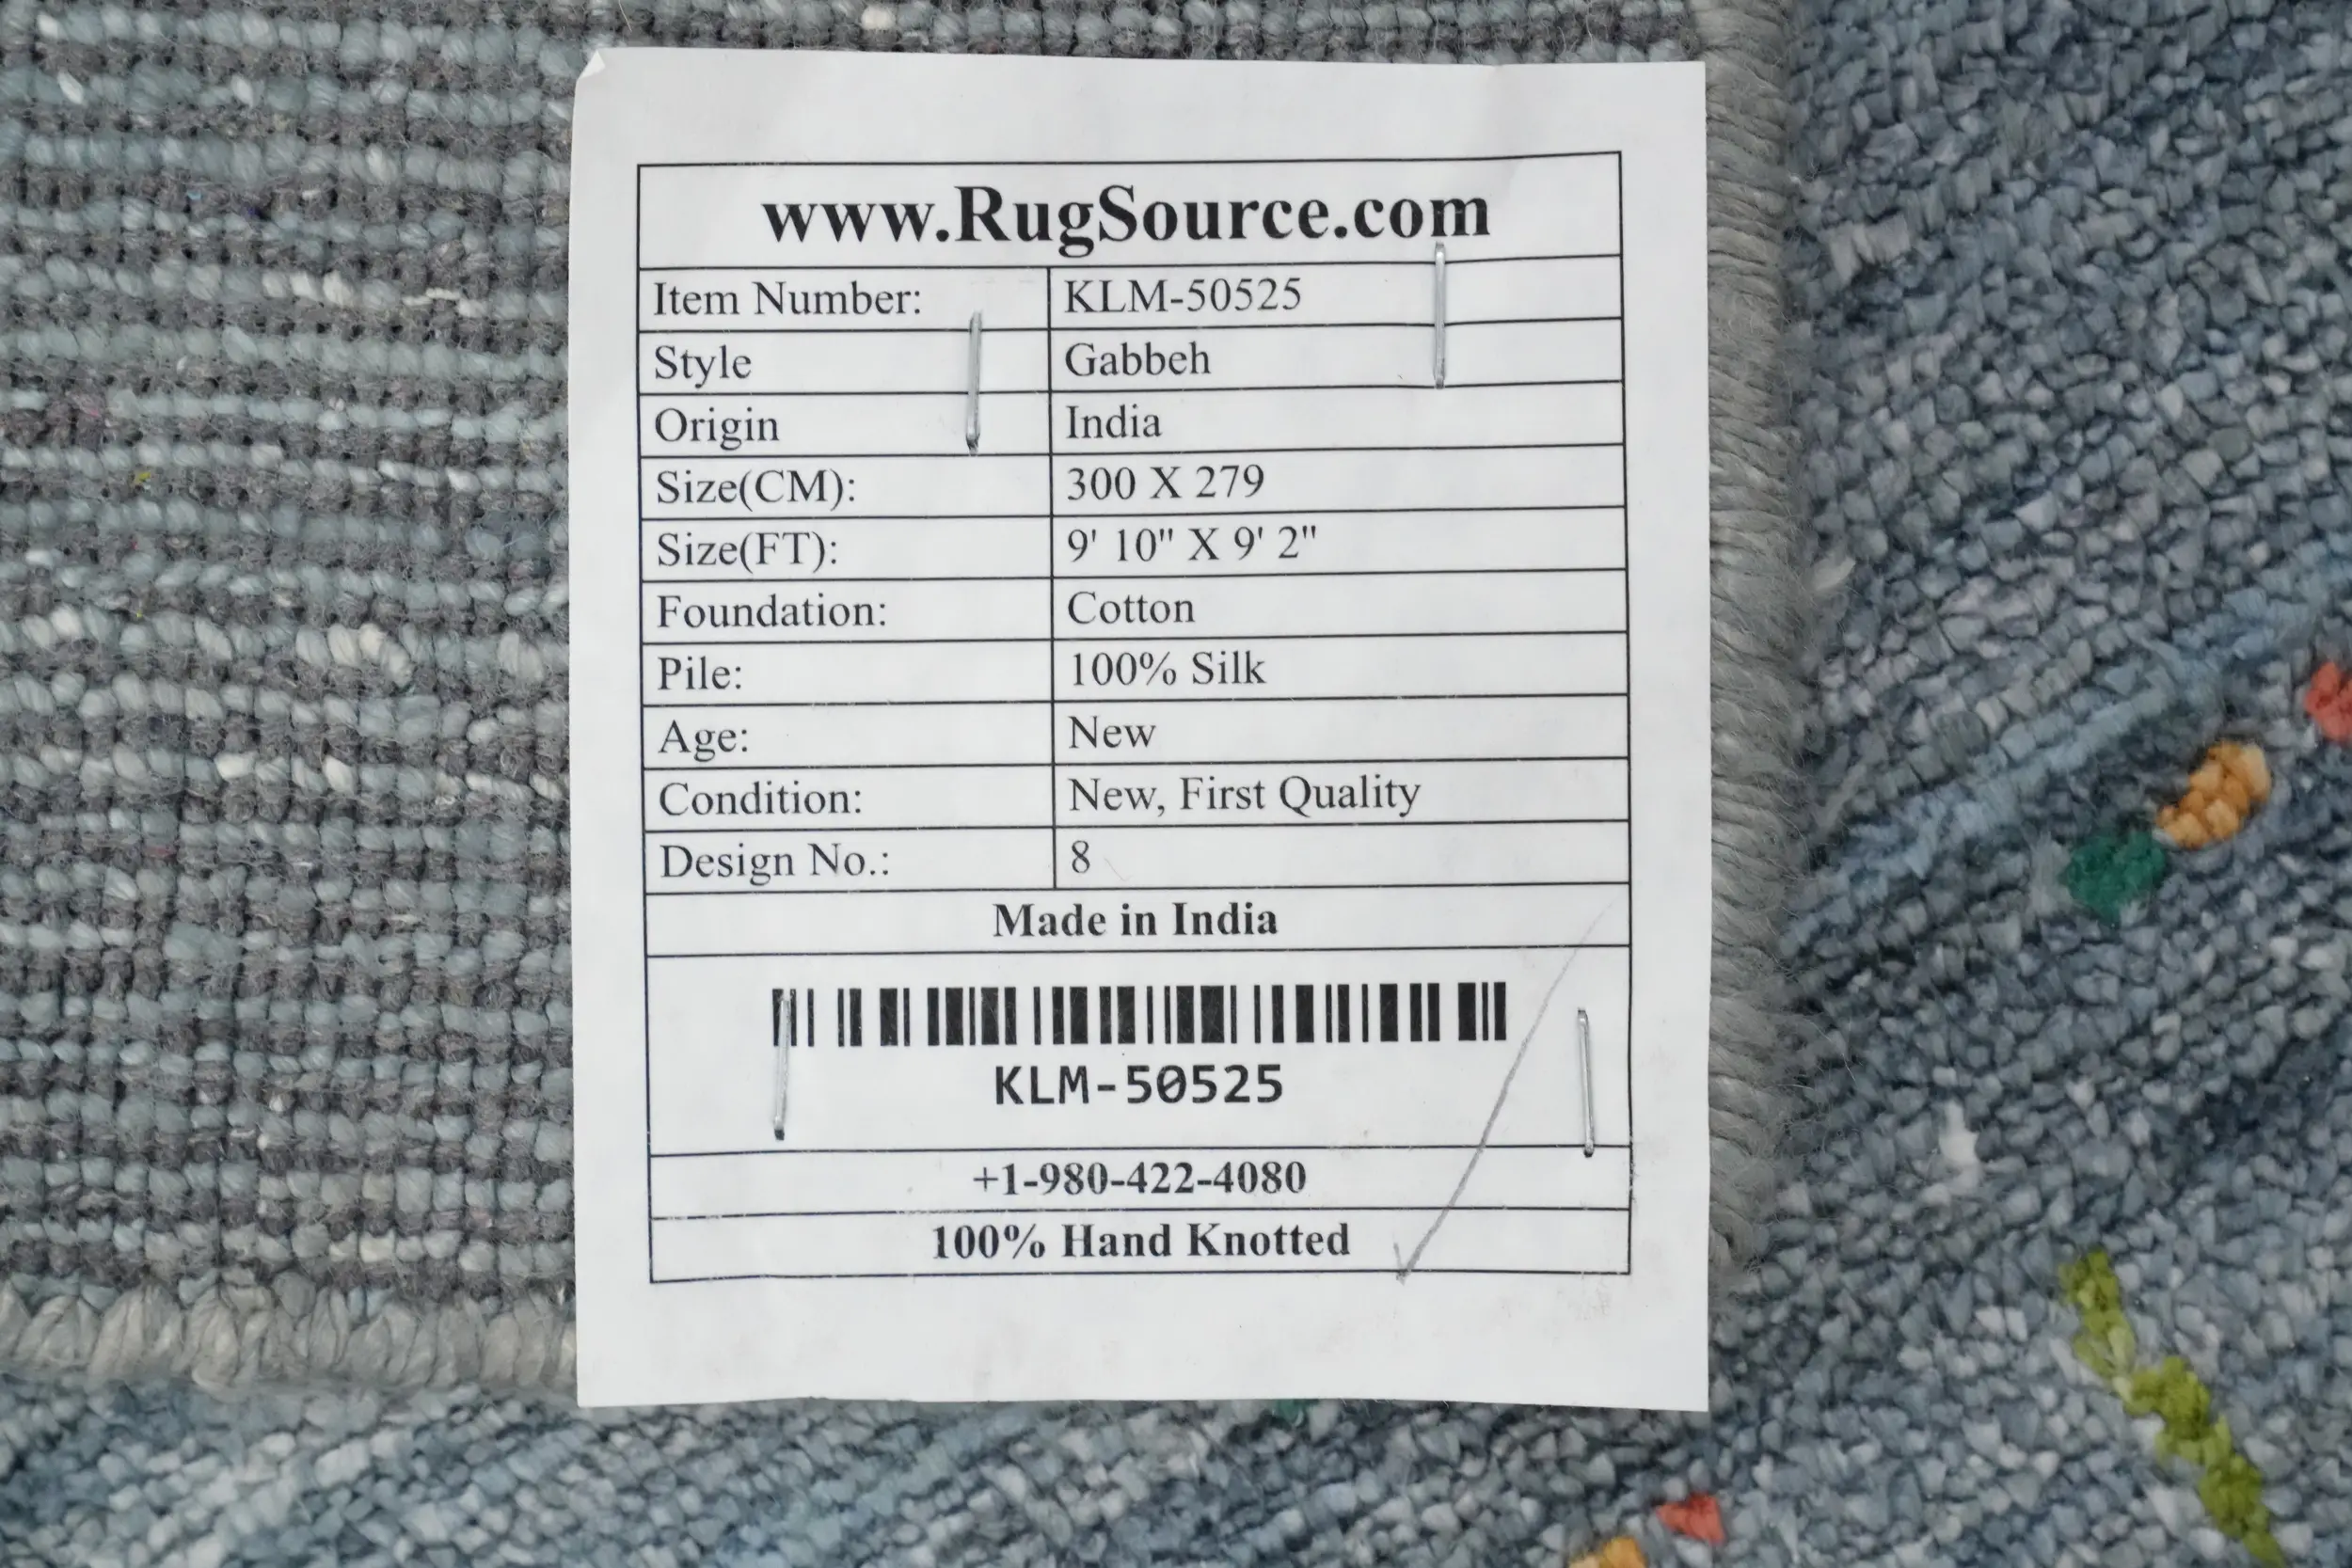 www.RugSource.com
Item Number: KLM-50525
Style Gabbeh
Origin India
Size(CM): 300 X 279
Size(FT): 9' 10" X 9' 2"
Foundation: Cotton
Pile: 100% Silk
Age: New
Condition: New, First Quality
Design No.: 8
Made in India
KLM-50525
+1-980-422-4080
100% Hand Knotted